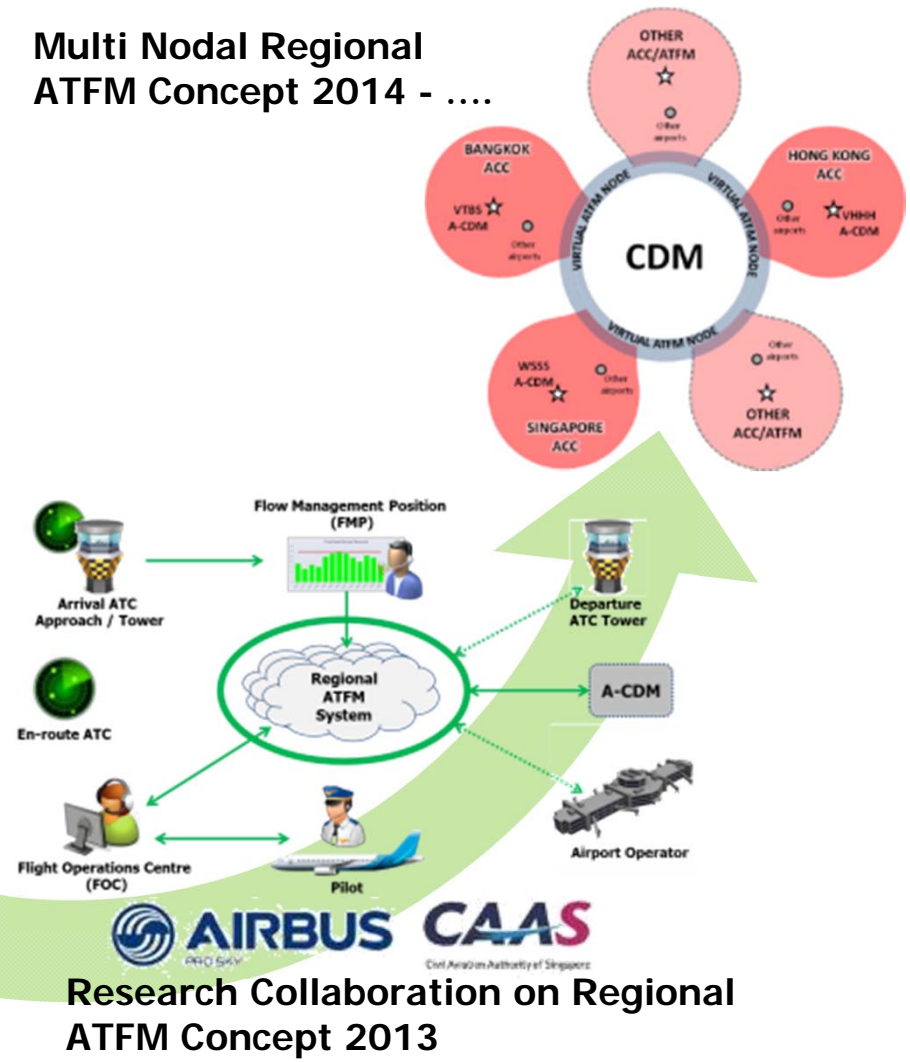 Multi Nodal Regional
ATFM Concept 2014 - ....
OTHER
ACC/ATFM
Other
airports
BANGKOK
ACC
VTBS
A-CDM
Other
airports
HONG KONG
ACC
Other
airports
VHHH
A-CDM
VIRTUAL ATFM NODE
VIRTUAL ATFM NODE
CDM
VIRTUAL ATFM NODE
WSSS
A-CDM
Other
airports
SINGAPORE
ACC
Other
airports
OTHER
ACC/ATFM
Flow Management Position
(FMP)
Arrival ATC
Approach / Tower
Departure
ATC Tower
Regional
ATFM
System
A-CDM
En-route ATC
Flight Operations Centre
(FOC)
Pilot
Airport Operator
AIRBUS
PRO SKY
CAAS
Civil Aviation Authority of Singapore
Research Collaboration on Regional
ATFM Concept 2013